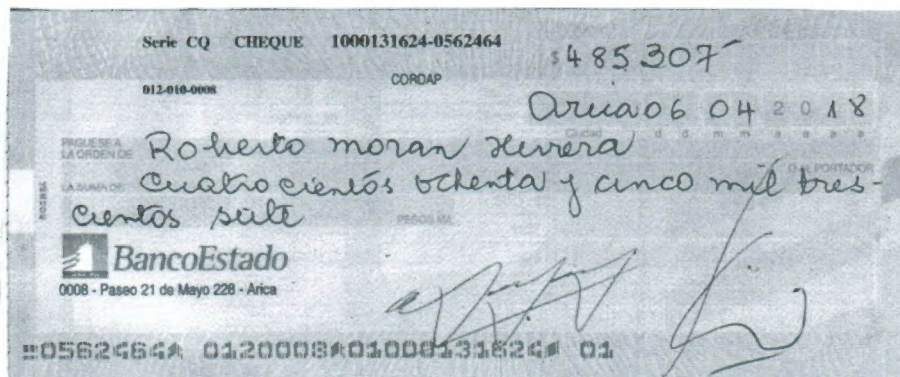 Serie CQ CHEQUE 1000131624-0562464
$485.307
CORDAP
012-010-0008
Arica 06 04 2018
Ciudad d d m m a a a a
PAGUESE A
LA ORDEN DE Roberto moran Herrera
O AL PORTADOR
LA SUMA DE Cuatrocientos ochenta y cinco mil tres-
cientos siete
PESOS M/L
BancoEstado
0008 - Paseo 21 de Mayo 228 - Arica
0562464 0120008 01000131624 01